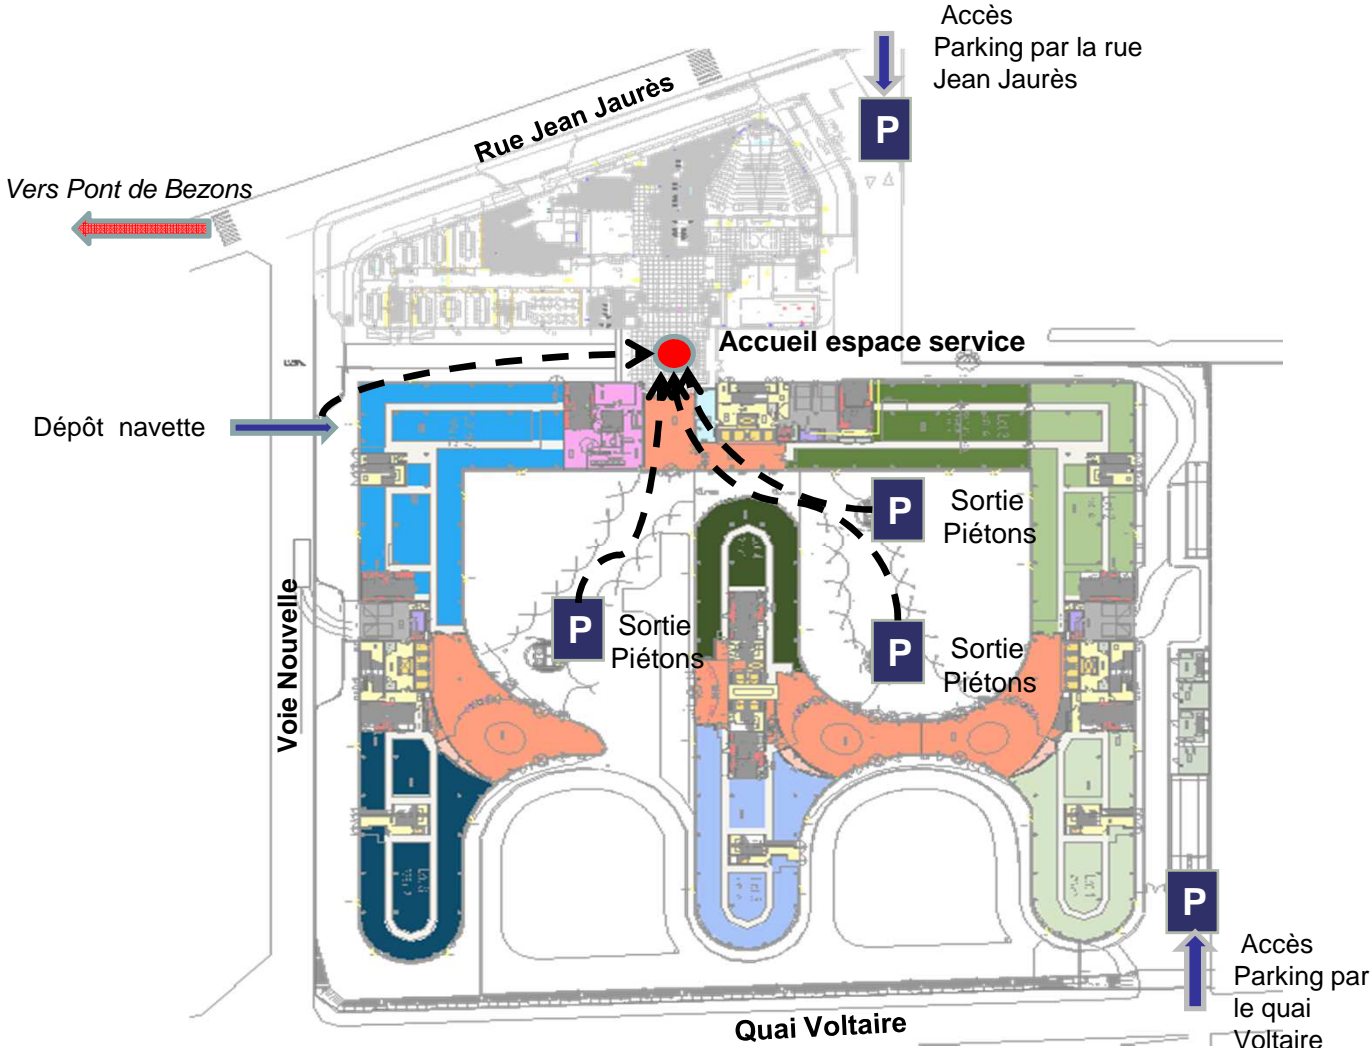 Accès
Parking par la rue
Jean Jaurès
P
Rue Jean Jaurès
Vers Pont de Bezons
Accueil espace service
Dépôt navette
P
Sortie
Piétons
P
Sortie
Piétons
P
Sortie
Piétons
Voie Nouvelle
P
Accès
Parking par
le quai
Voltaire
Quai Voltaire